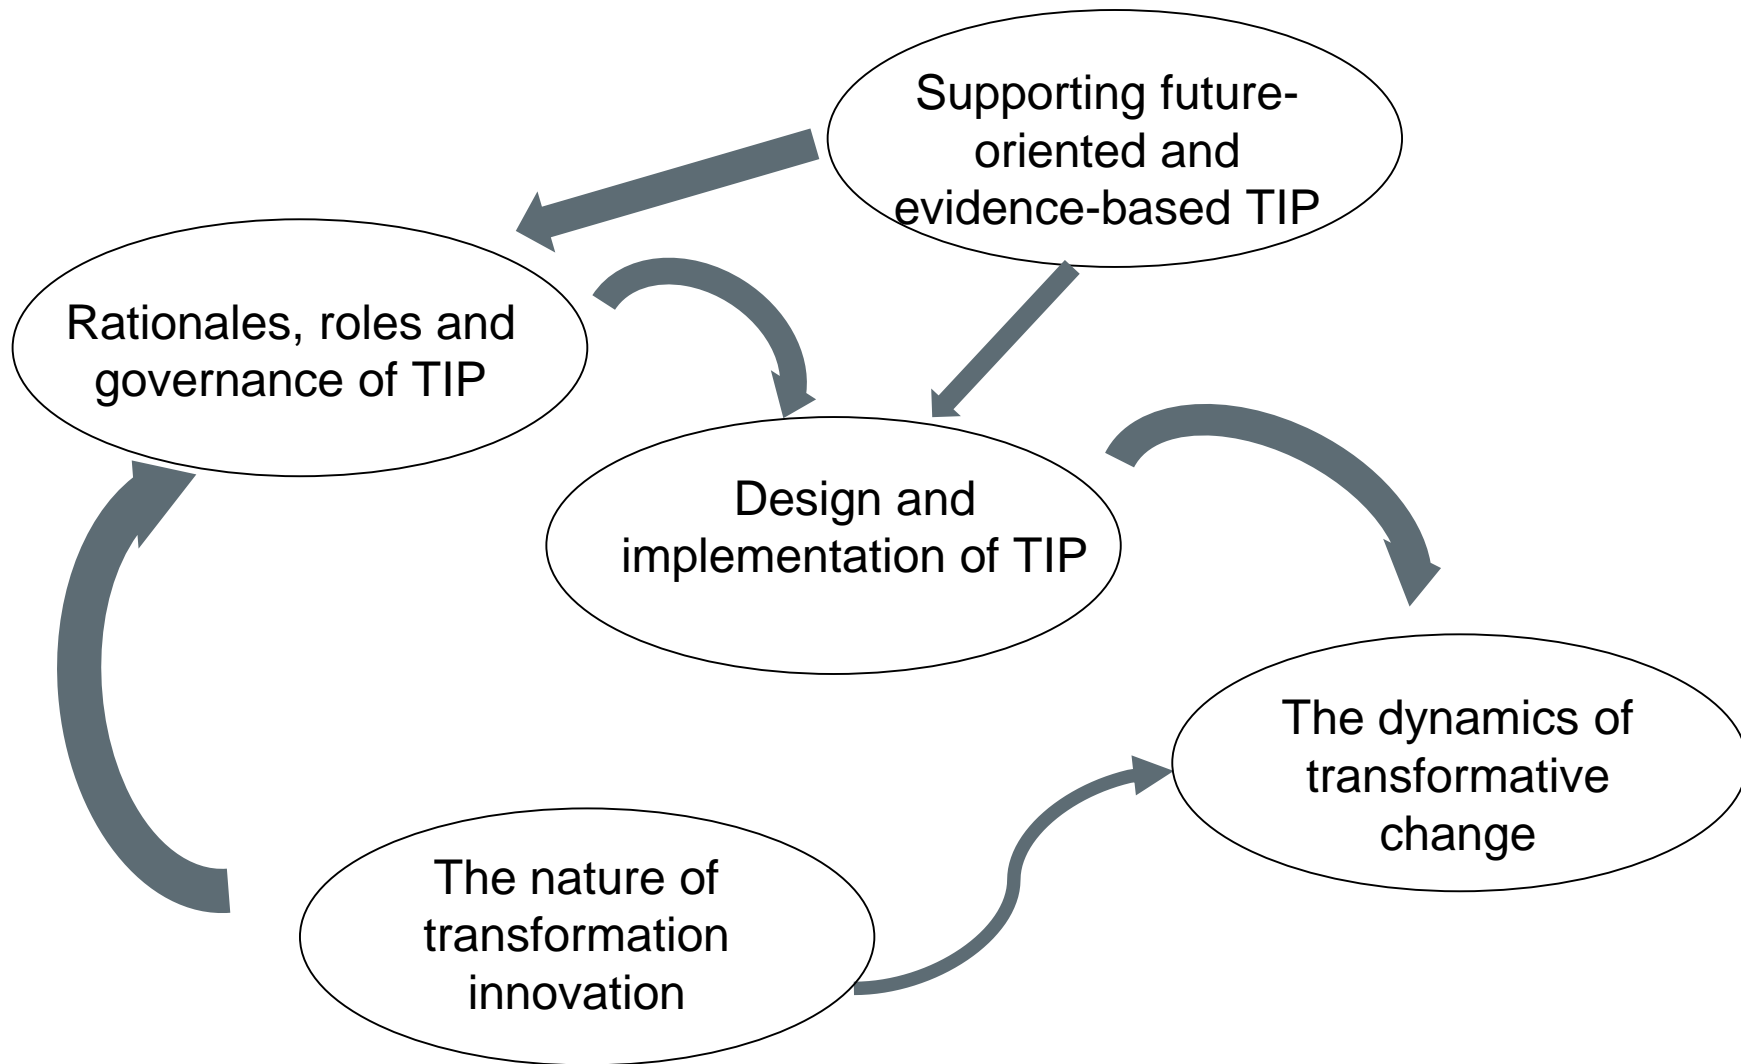 Supporting future-
oriented and
evidence-based TIP
Rationales, roles and
governance of TIP
Design and
implementation of TIP
The dynamics of
transformative
change
The nature of
transformation
innovation